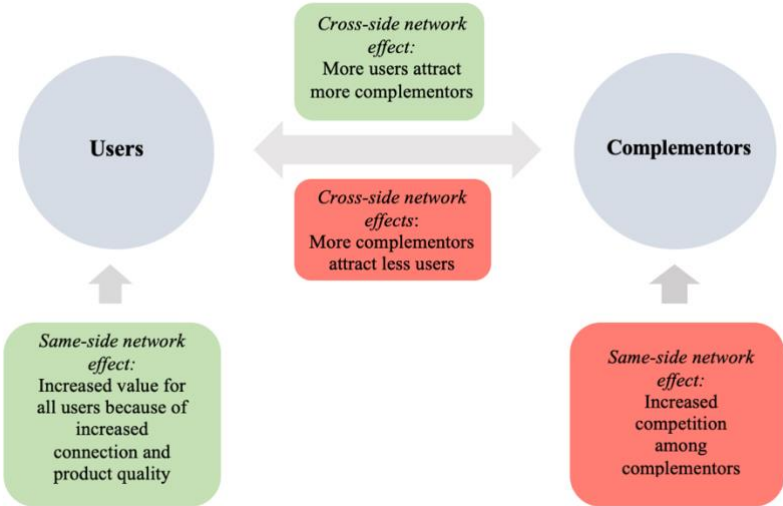 Cross-side network
effect:
More users attract
more complementors
Users
Complementors
Cross-side network
effects:
More complementors
attract less users
Same-side network
effect:
Increased value for
all users because of
increased
connection and
product quality
Same-side network
effect:
Increased
competition
among
complementors